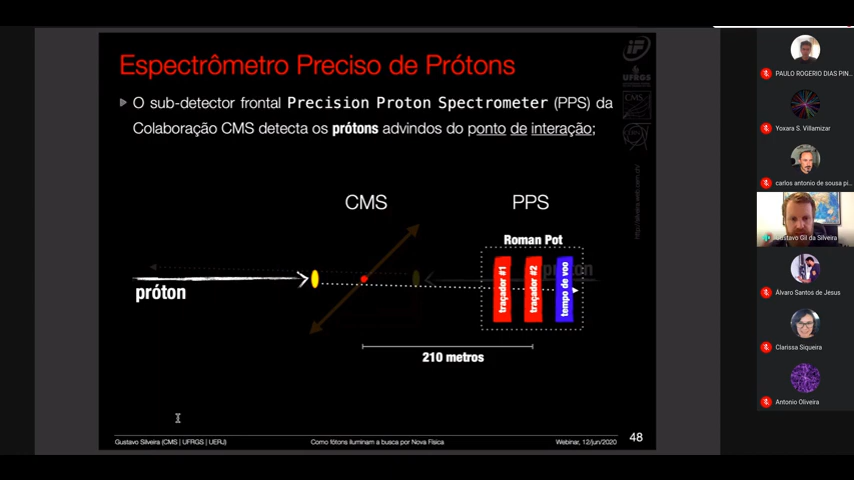 Espectrômetro Preciso de Prótons
O sub-detector frontal Precision Proton Spectrometer (PPS) da
Colaboração CMS detecta os prótons advindos do ponto de interação;
CMS
PPS
Roman Pot
próton
próton
traçador #1
traçador #2
tempo de voo
210 metros
Gustavo Silveira (CMS | UFRGS | UERJ)
Como fótons iluminam a busca por Nova Física
Webinar, 12/jun/2020
48
iF
UFRGS
CMS
PAULO ROGERIO DIAS PIN...
Yoxara S. Villamizar
carlos antonio de sousa pi...
Gustavo Gil da Silveira
Álvaro Santos de Jesus
Clarissa Siqueira
Antonio Oliveira